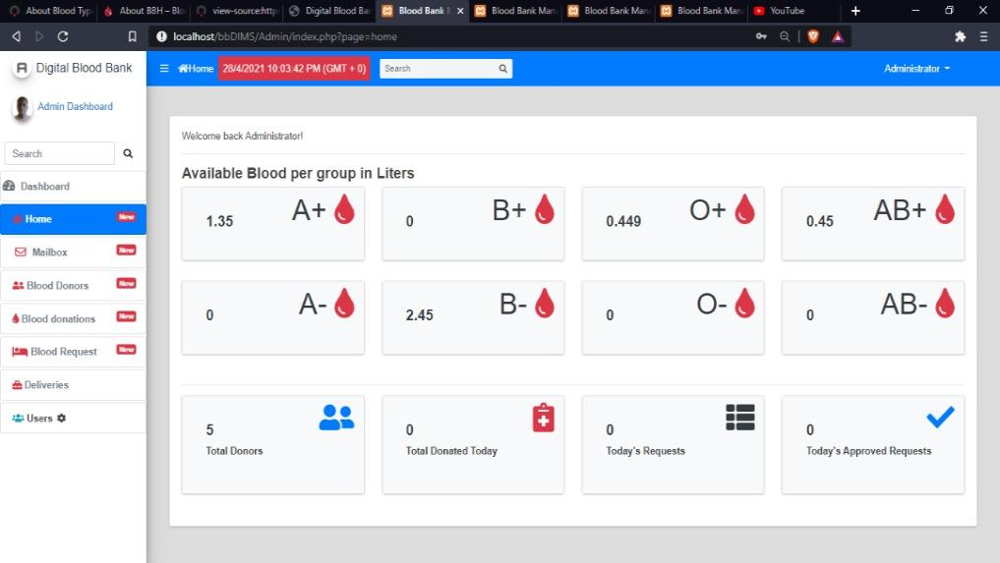 About Blood Typ
About BBH – Blo
view-source:http
Digital Blood Ban
Blood Bank M
Blood Bank Mana
Blood Bank Mana
Blood Bank Mana
YouTube
localhost/bbDIMS/Admin/index.php?page=home
Digital Blood Bank
Home
28/4/2021 10:03:42 PM (GMT + 0)
Search
Administrator
Admin Dashboard
Search
Dashboard
Home New
Mailbox New
Blood Donors New
Blood donations New
Blood Request New
Deliveries
Users
Welcome back Administrator!
Available Blood per group in Liters
1.35 A+
0 B+
0.449 O+
0.45 AB+
0 A-
2.45 B-
0 O-
0 AB-
5
Total Donors
0
Total Donated Today
0
Today's Requests
0
Today's Approved Requests